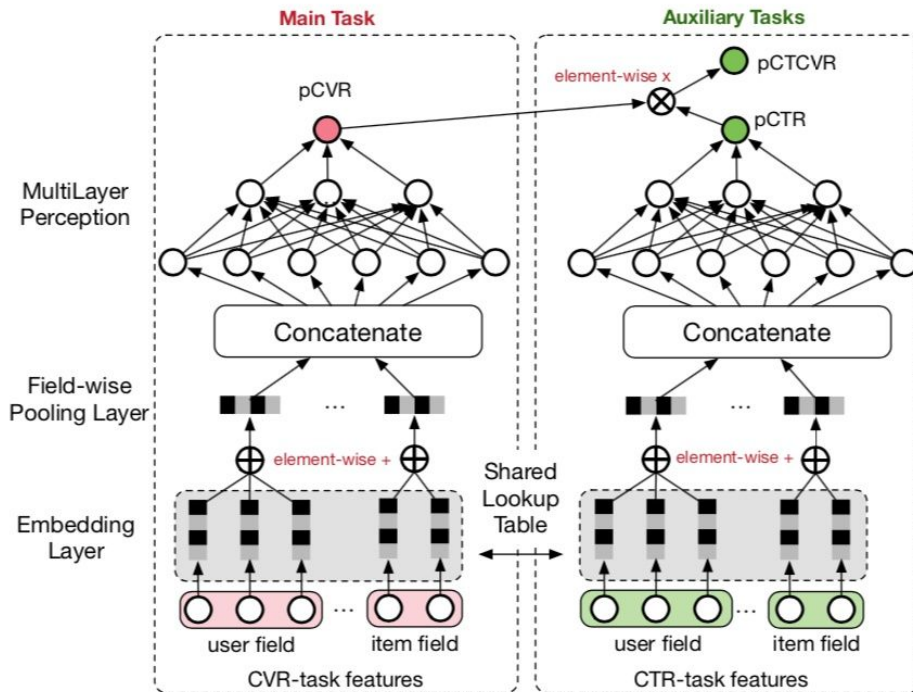 Main Task
Auxiliary Tasks
pCTCVR
element-wise x
pCVR
pCTR
MultiLayer
Perception
Concatenate
Concatenate
Field-wise
Pooling Layer
...
...
element-wise +
element-wise +
Shared
Lookup
Table
Embedding
Layer
...
...
user field
item field
user field
item field
CVR-task features
CTR-task features